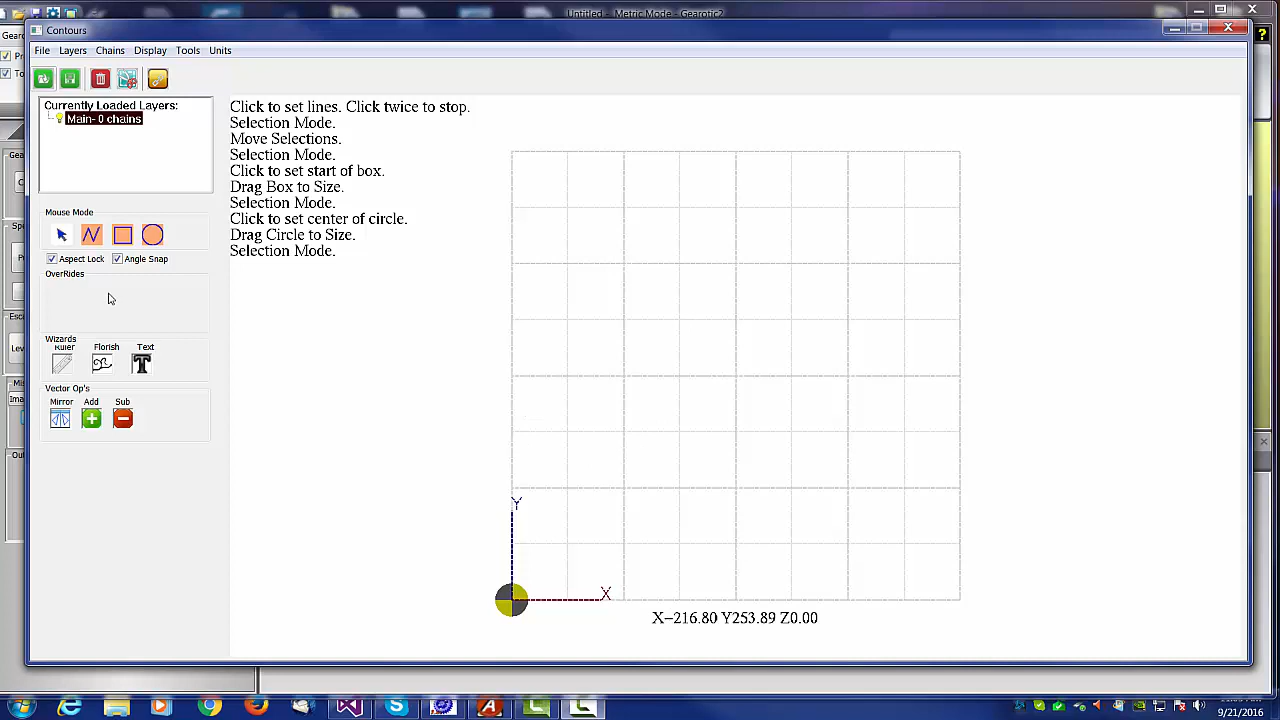 Untitled - Metric Mode- Gearotic
Contours
File Layers Chains Display Tools Units
Currently Loaded Layers:
Main- 0 chains
Click to set lines. Click twice to stop.
Selection Mode.
Move Selections.
Selection Mode.
Click to set start of box.
Drag Box to Size.
Selection Mode.
Click to set center of circle.
Drag Circle to Size.
Selection Mode.
Mouse Mode
Aspect Lock Angle Snap
OverRides
Wizards
Ruler Florish Text
Vector Op's
Mirror Add Sub
Y
X
X-216.80 Y253.89 Z0.00
9/21/2016